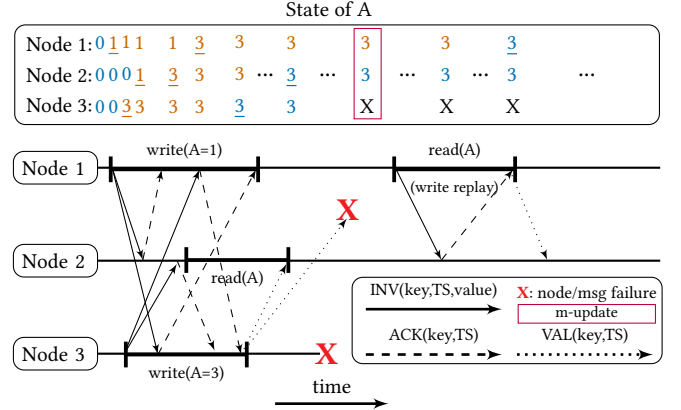 State of A
Node 1: 0 1 1 1 1 3 3 3 3 3 3
Node 2: 0 0 0 1 3 3 3 ... 3 ... 3 ... 3 ... 3 ...
Node 3: 0 0 3 3 3 3 3 3 X X X
write(A=1)
read(A)
Node 1
(write replay)
X
Node 2
read(A)
INV(key,TS,value)
X: node/msg failure
m-update
ACK(key,TS)
VAL(key,TS)
Node 3
X
write(A=3)
time